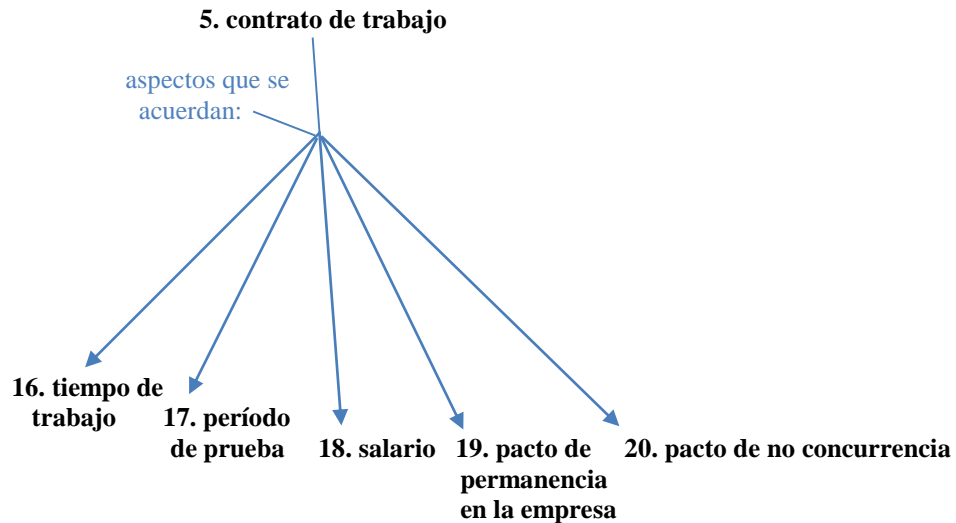 5. contrato de trabajo
aspectos que se
acuerdan:
16. tiempo de
trabajo
17. período
de prueba
18. salario
19. pacto de
permanencia
en la empresa
20. pacto de no concurrencia